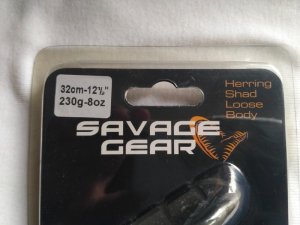 32cm-12½"
230g-8oz
Herring
Shad
Loose
Body
SAVAGE
GEAR